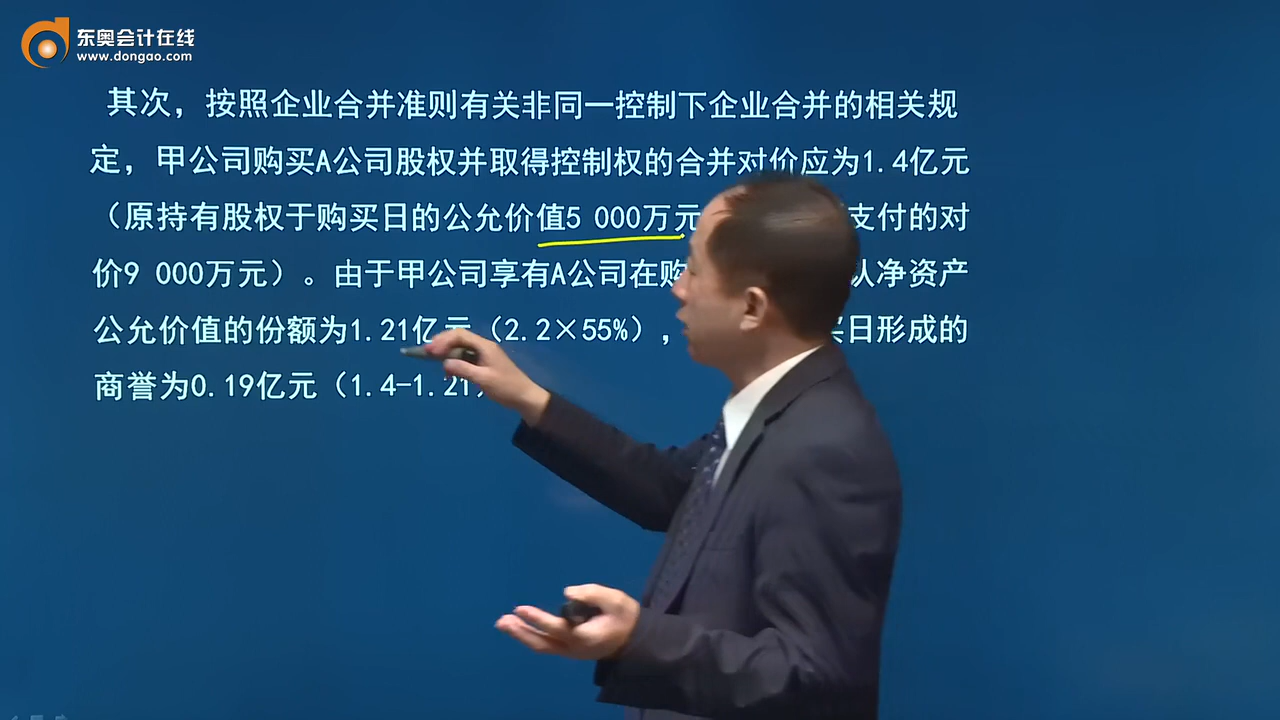 东奥会计在线
www.dongao.com
其次，按照企业合并准则有关非同一控制下企业合并的相关规
定，甲公司购买A公司股权并取得控制权的合并对价应为1.4亿元
（原持有股权于购买日的公允价值5 000万元 支付的对
价9 000万元）。由于甲公司享有A公司在购 净资产
公允价值的份额为1.21亿元（2.2×55%）， 日形成的
商誉为0.19亿元（1.4-1.21